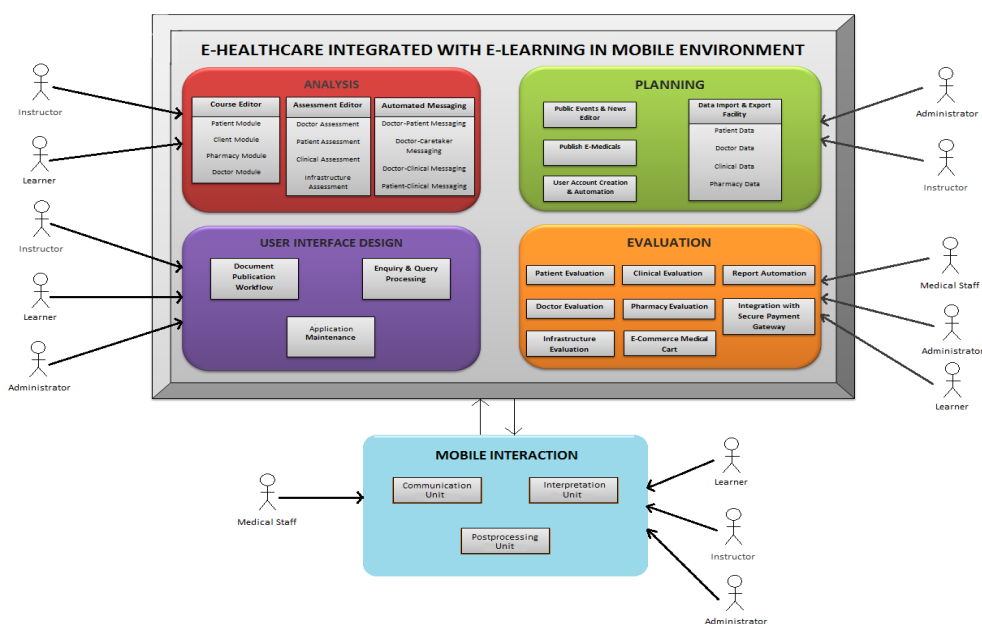 E-HEALTHCARE INTEGRATED WITH E-LEARNING IN MOBILE ENVIRONMENT
ANALYSIS
Course Editor
Patient Module
Client Module
Pharmacy Module
Doctor Module
Assessment Editor
Doctor Assessment
Patient Assessment
Clinical Assessment
Infrastructure
Assessment
Automated Messaging
Doctor-Patient Messaging
Doctor-Caretaker
Messaging
Doctor-Clinical Messaging
Patient-Clinical Messaging
PLANNING
Public Events & News
Editor
Publish E-Medicals
User Account Creation
& Automation
Data Import & Export
Facility
Patient Data
Doctor Data
Clinical Data
Pharmacy Data
Instructor
Learner
Administrator
Instructor
USER INTERFACE DESIGN
Document
Publication
Workflow
Enquiry & Query
Processing
Application
Maintenance
Instructor
Learner
Administrator
EVALUATION
Patient Evaluation
Clinical Evaluation
Report Automation
Doctor Evaluation
Pharmacy Evaluation
Integration with
Secure Payment
Gateway
Infrastructure
Evaluation
E-Commerce Medical
Cart
Medical Staff
Administrator
Learner
MOBILE INTERACTION
Communication
Unit
Interpretation
Unit
Postprocessing
Unit
Medical Staff
Learner
Instructor
Administrator